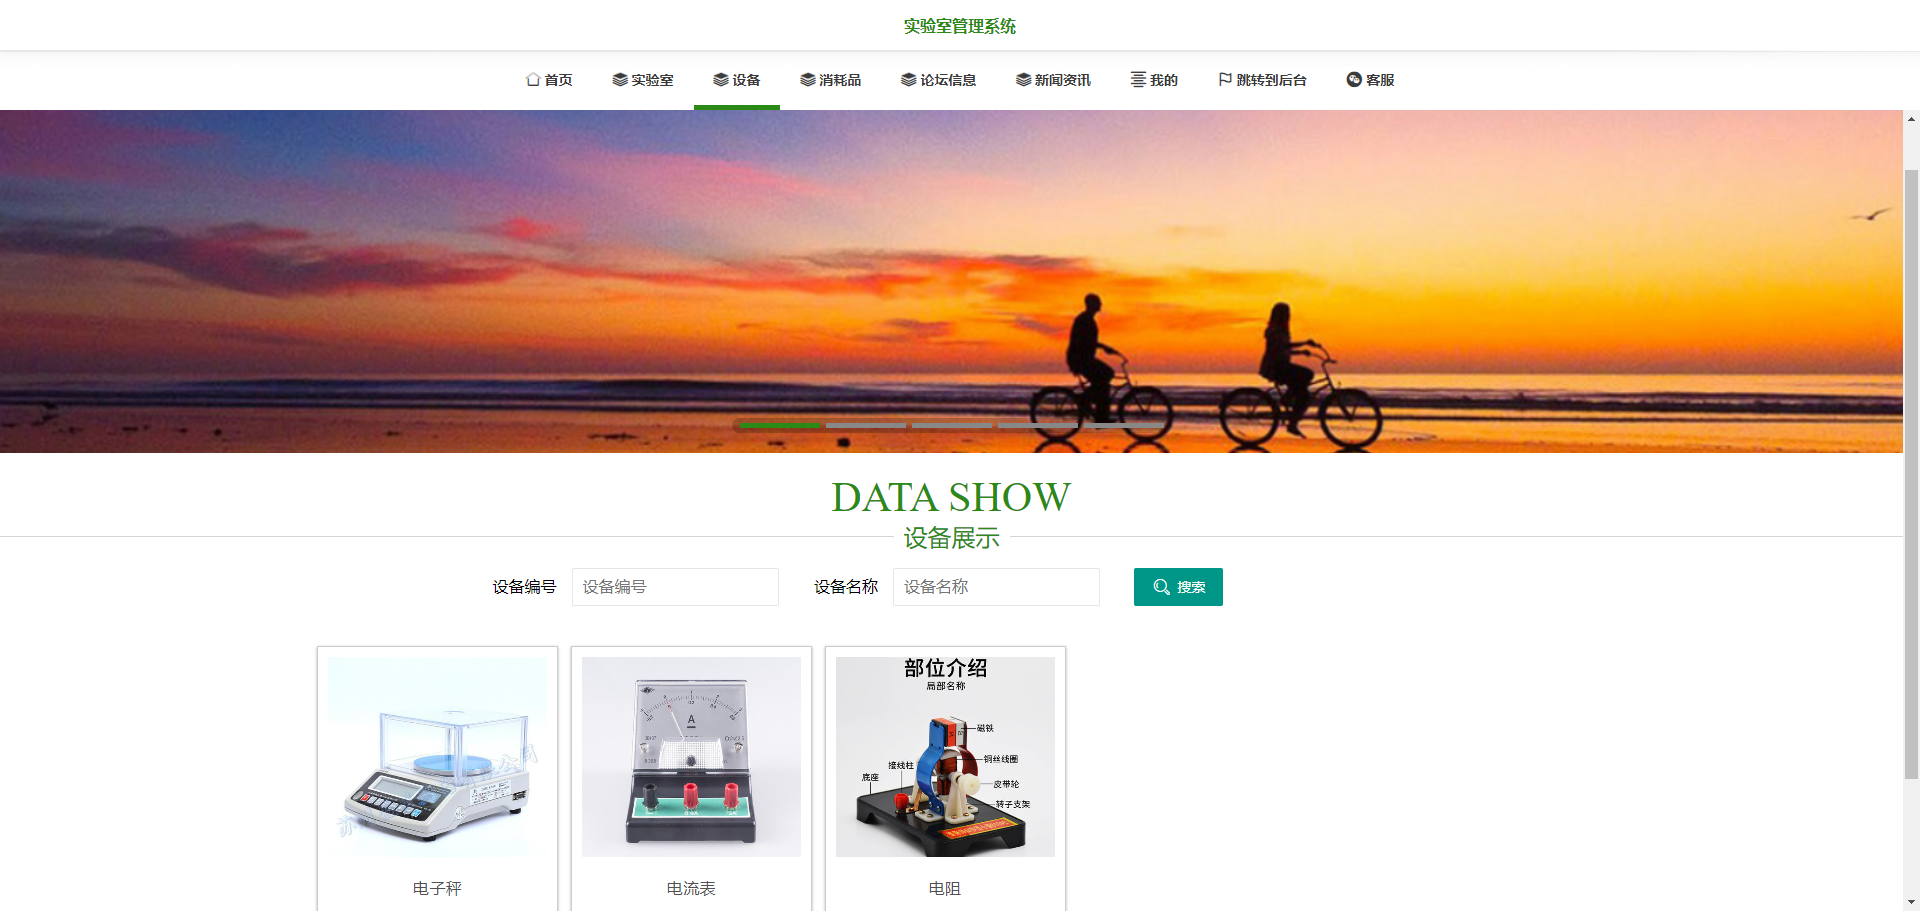 实验室管理系统
首页 实验室 设备 消耗品 论坛信息 新闻资讯 我的 跳转到后台 客服
DATA SHOW
设备展示
设备编号 设备编号 设备名称 设备名称 搜索
部位介绍
局部名称
磁铁
铜丝线圈
接线柱
底座
皮带轮
转子支架
A
电子秤 电流表 电阻